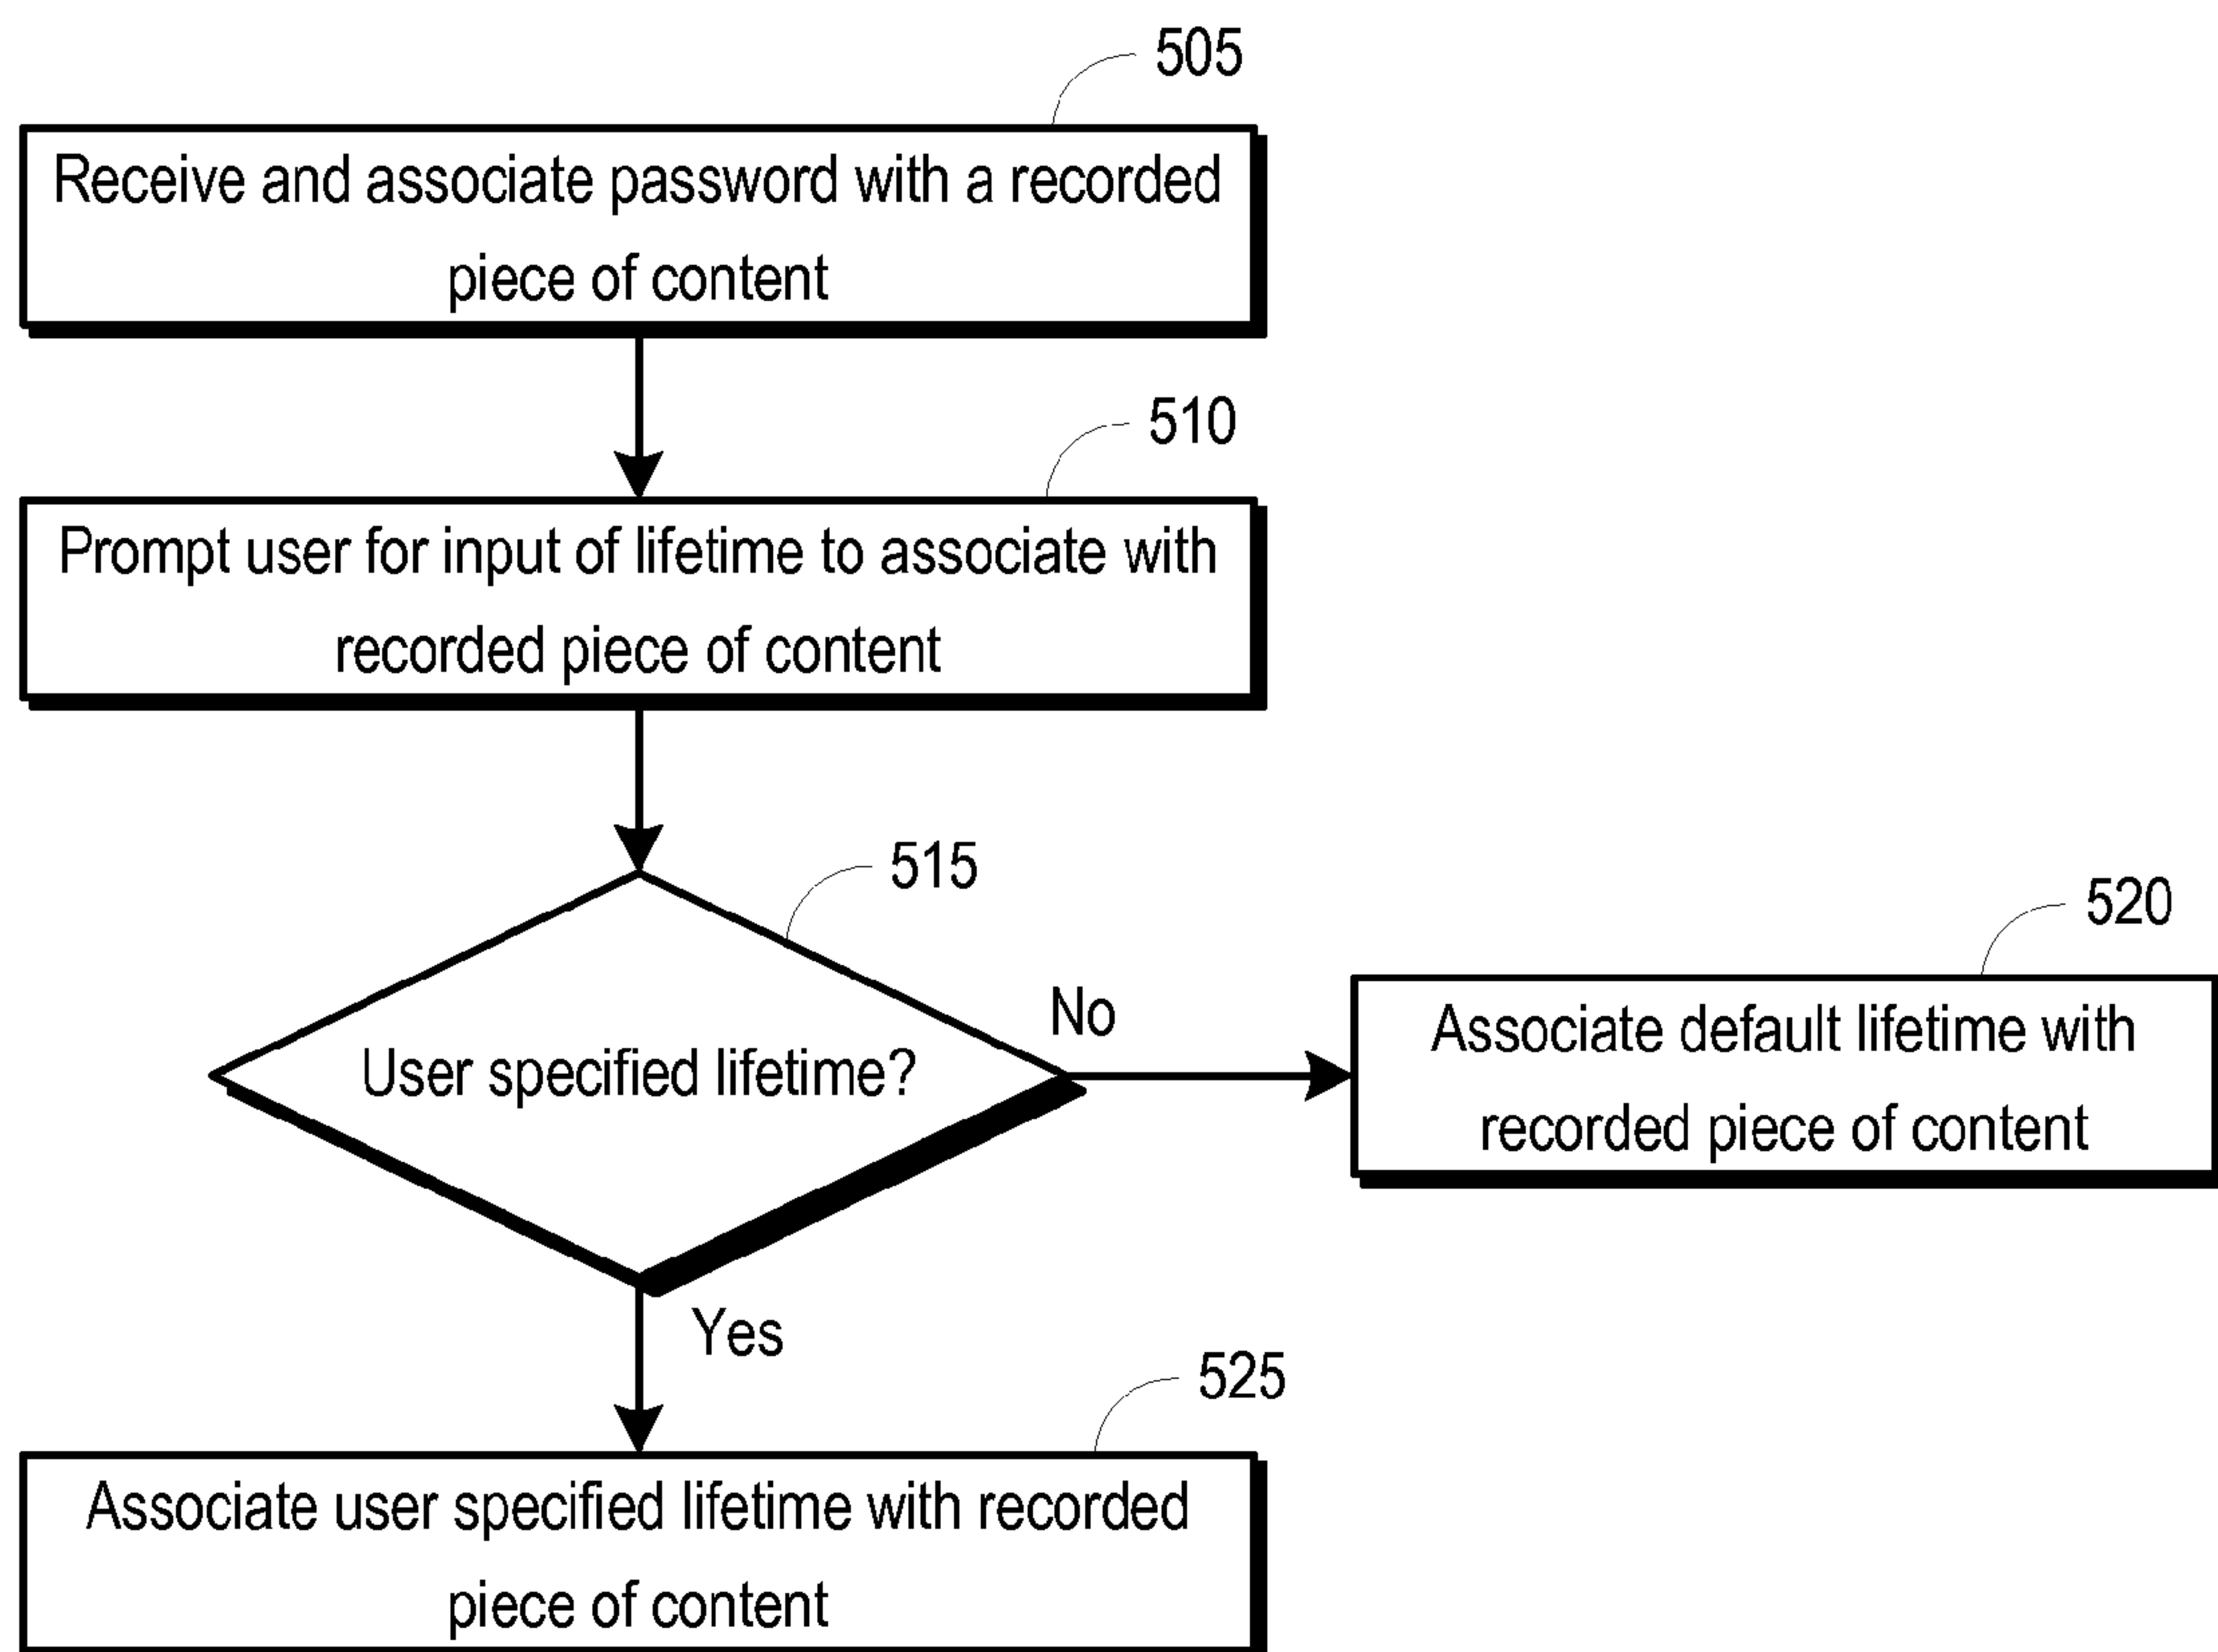 505
Receive and associate password with a recorded
piece of content
510
Prompt user for input of lifetime to associate with
recorded piece of content
515
User specified lifetime?
No
520
Associate default lifetime with
recorded piece of content
Yes
525
Associate user specified lifetime with recorded
piece of content